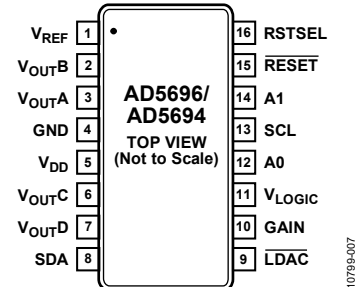 VREF 1
VOUTB 2
VOUTA 3
GND 4
VDD 5
VOUTC 6
VOUTD 7
SDA 8
AD5696/
AD5694
TOP VIEW
(Not to Scale)
16 RSTSEL
15 RESET
14 A1
13 SCL
12 A0
11 VLOGIC
10 GAIN
9 LDAC
10799-007